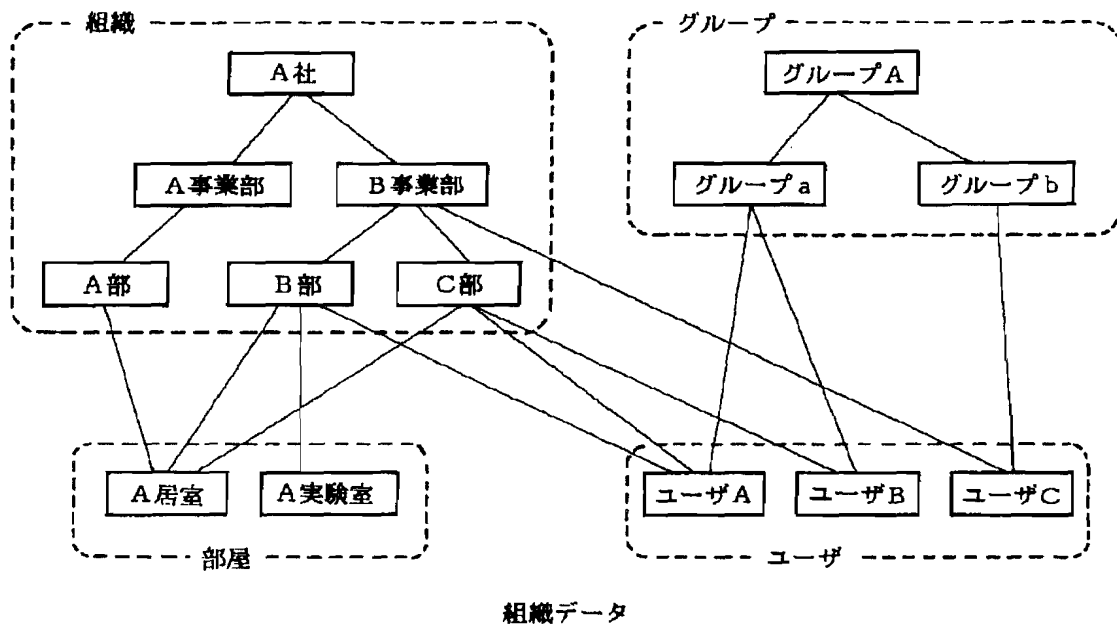 組織
グループ
A社
グループA
A事業部
B事業部
グループa
グループb
A部
B部
C部
A居室
A実験室
ユーザA
ユーザB
ユーザC
部屋
ユーザ
組織データ